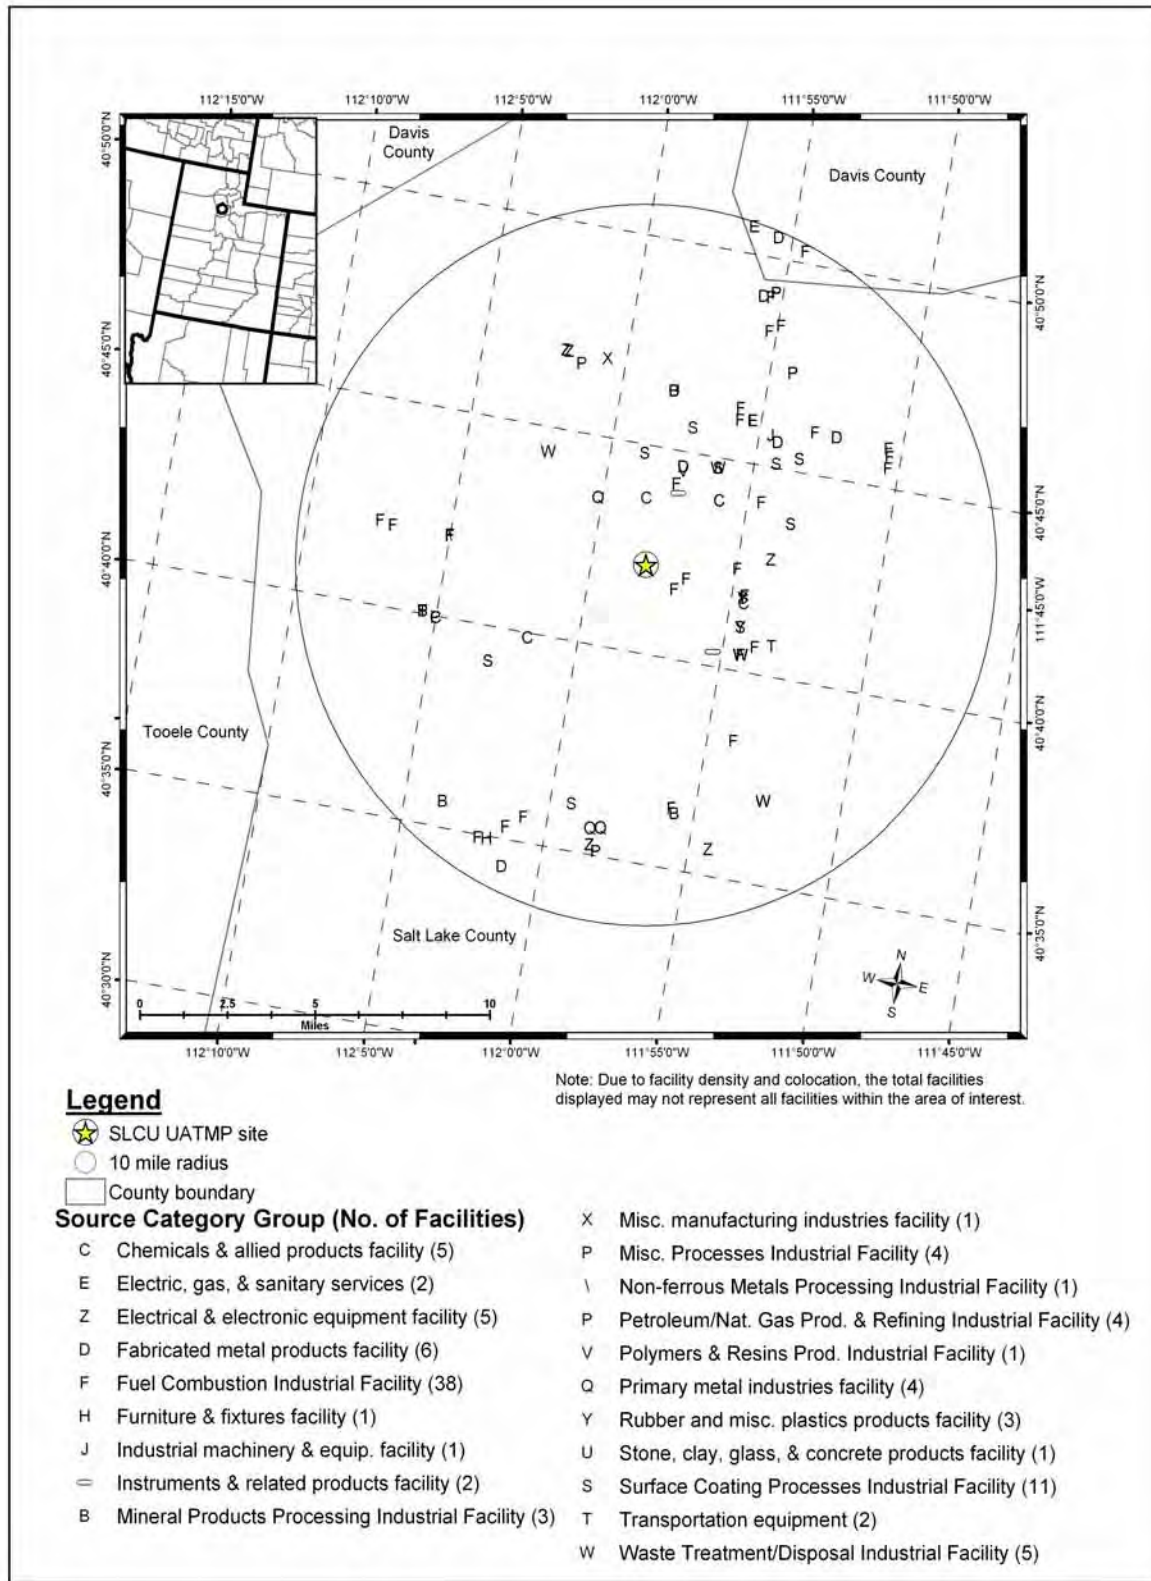 112°15'0"W 112°10'0"W 112°5'0"W 112°0'0"W 111°55'0"W 111°50'0"W
40°50'0"N
Davis
County
Davis County
E
D
F
D F P
40°50'0"N
F F
40°45'0"N
Z Z
P
X
P
B
F
F E
S
J
D
F D
F
F
F
W
S
D
S W
S S
F
Q C C F
40°45'0"N
F F
F
S
Z
40°40'0"N
F
F F
111°45'0"W
B
C
C
S
S
F T
W
40°40'0"N
Tooele County
F
40°35'0"N
B
S
F
B
W
F
F
F H
Q Q
Z
P
Z
D
40°35'0"N
Salt Lake County
N
W E
S
40°30'0"N
0 2.5 5 10
Miles
112°10'0"W 112°5'0"W 112°0'0"W 111°55'0"W 111°50'0"W 111°45'0"W
Note: Due to facility density and colocation, the total facilities
displayed may not represent all facilities within the area of interest.
Legend
SLCU UATMP site
10 mile radius
County boundary
Source Category Group (No. of Facilities)
C Chemicals & allied products facility (5)
E Electric, gas, & sanitary services (2)
Z Electrical & electronic equipment facility (5)
D Fabricated metal products facility (6)
F Fuel Combustion Industrial Facility (38)
H Furniture & fixtures facility (1)
J Industrial machinery & equip. facility (1)
Instruments & related products facility (2)
B Mineral Products Processing Industrial Facility (3)
X Misc. manufacturing industries facility (1)
P Misc. Processes Industrial Facility (4)
\ Non-ferrous Metals Processing Industrial Facility (1)
P Petroleum/Nat. Gas Prod. & Refining Industrial Facility (4)
V Polymers & Resins Prod. Industrial Facility (1)
Q Primary metal industries facility (4)
Y Rubber and misc. plastics products facility (3)
U Stone, clay, glass, & concrete products facility (1)
S Surface Coating Processes Industrial Facility (11)
T Transportation equipment (2)
W Waste Treatment/Disposal Industrial Facility (5)